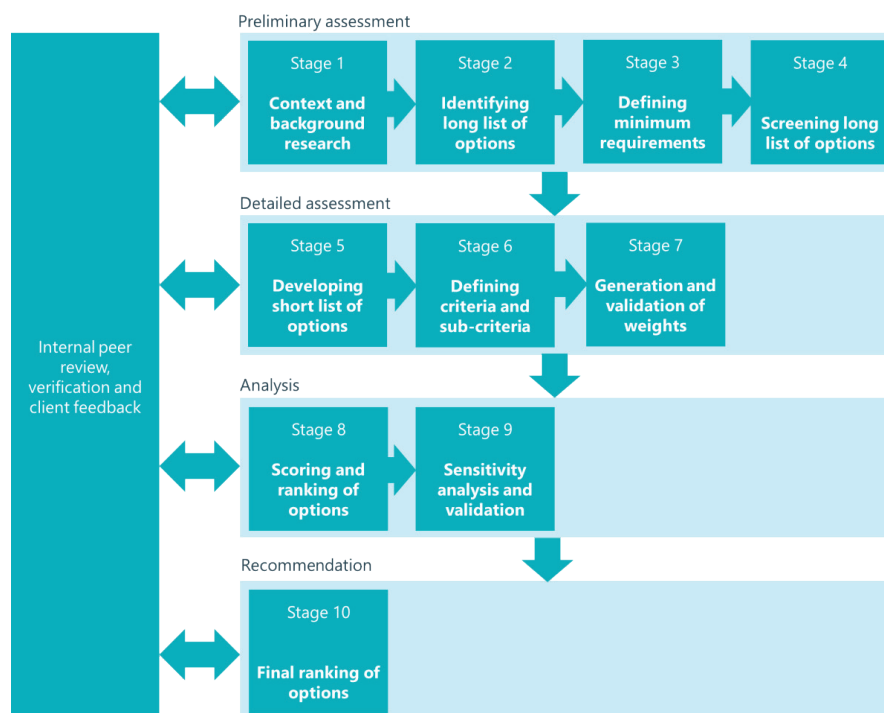 Preliminary assessment
Stage 1
Context and
background
research
Stage 2
Identifying
long list of
options
Stage 3
Defining
minimum
requirements
Stage 4
Screening long
list of options
Detailed assessment
Stage 5
Developing
short list of
options
Stage 6
Defining
criteria and
sub-criteria
Stage 7
Generation and
validation of
weights
Internal peer
review,
verification and
client feedback
Analysis
Stage 8
Scoring and
ranking of
options
Stage 9
Sensitivity
analysis and
validation
Recommendation
Stage 10
Final ranking of
options